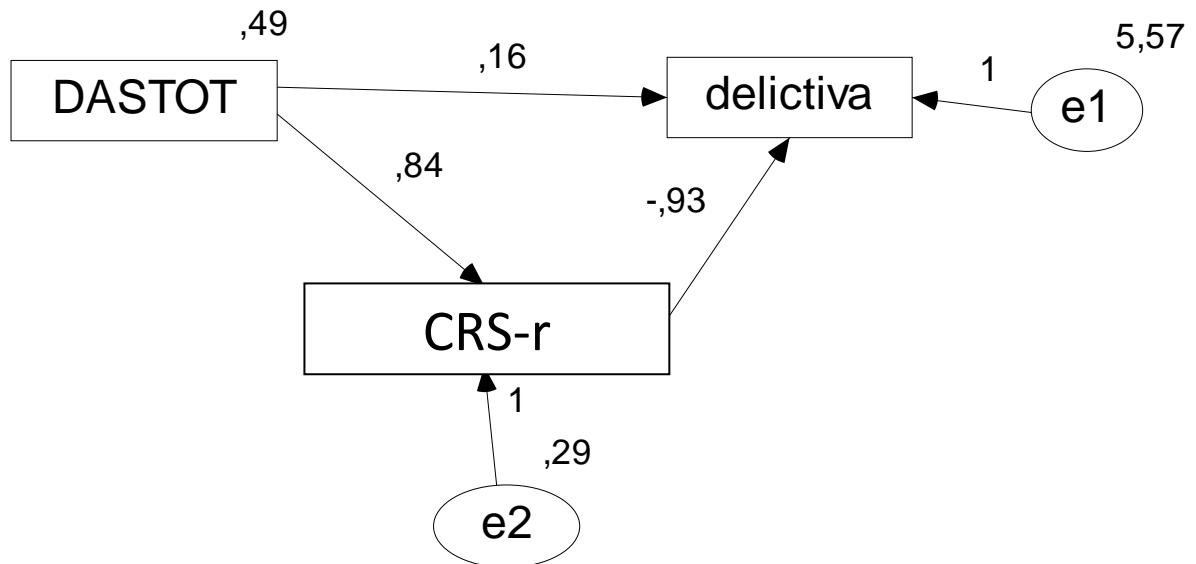 ,49
5,57
,16
1
DASTOT
delictiva
e1
,84
-,93
CRS-r
1
,29
e2